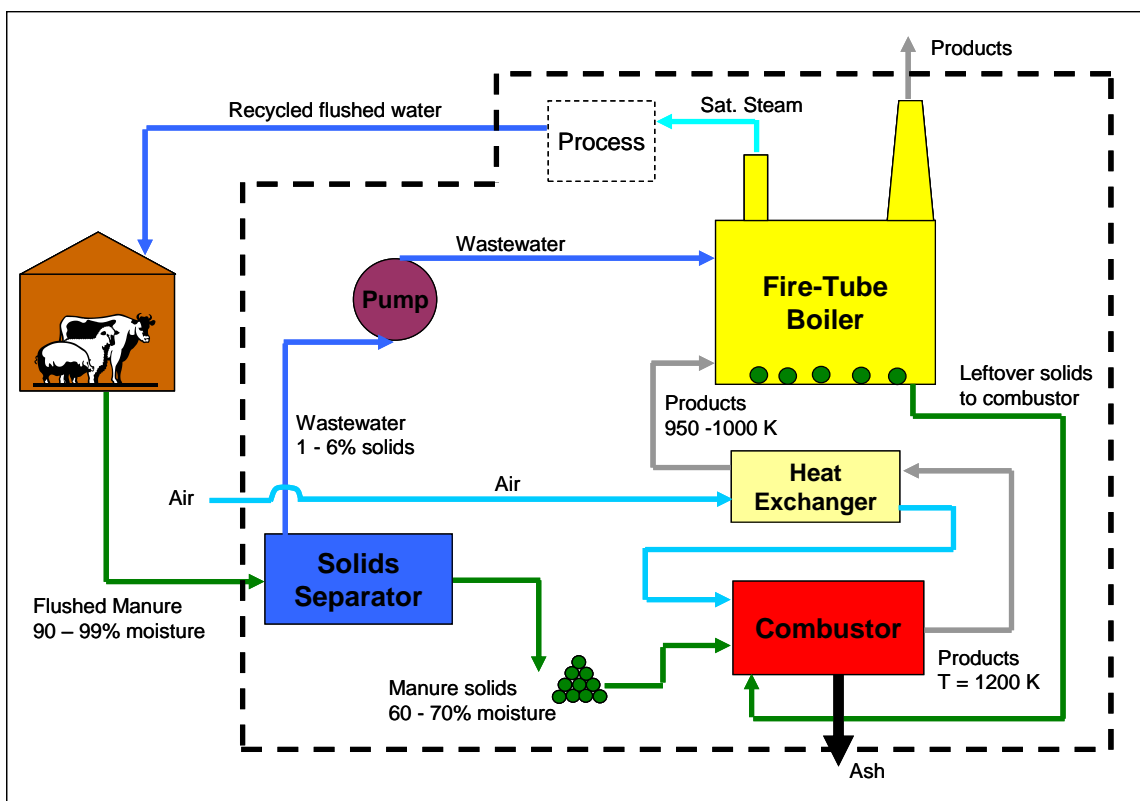 Products
Sat. Steam
Recycled flushed water
Process
Wastewater
Pump
Fire-Tube
Boiler
Leftover solids
to combustor
Products
950 -1000 K
Wastewater
1 - 6% solids
Air
Air
Heat
Exchanger
Solids
Separator
Flushed Manure
90 – 99% moisture
Combustor
Products
T = 1200 K
Manure solids
60 - 70% moisture
Ash